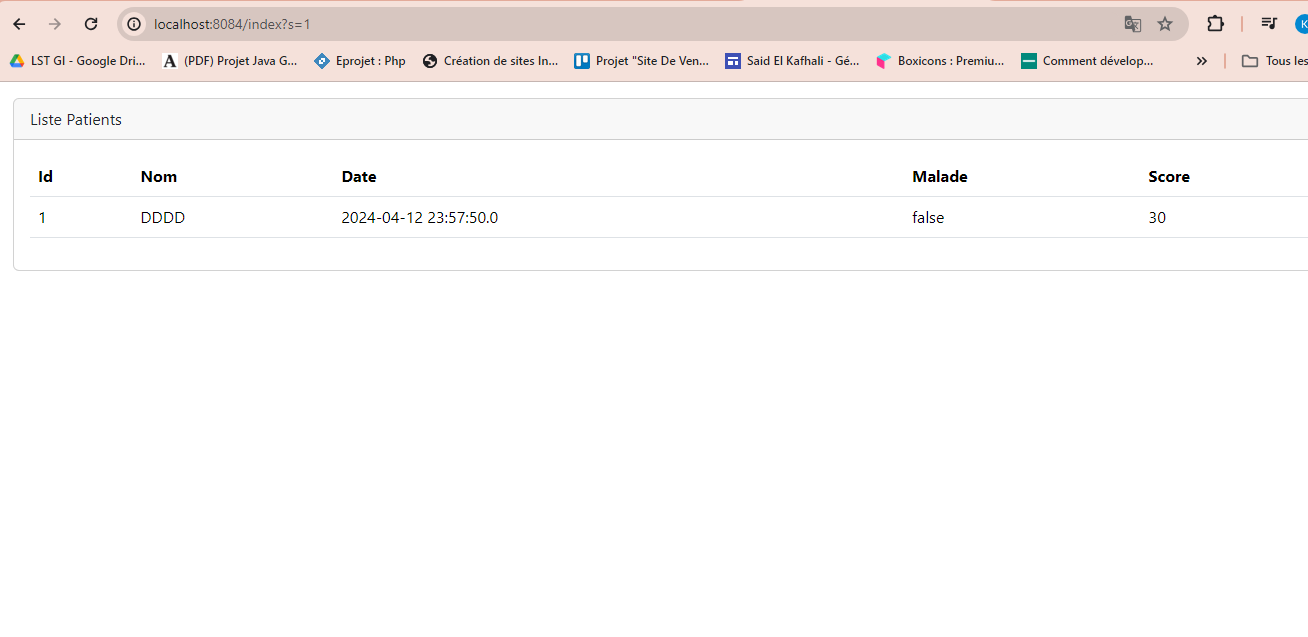 localhost:8084/index?s=1
LST GI - Google Dri... A (PDF) Projet Java G... Eprojet : Php Création de sites In... Projet "Site De Ven... Said El Kafhali - Gé... Boxicons : Premiu... Comment dévelop... » Tous les
K
Liste Patients
Id Nom Date Malade Score
1 DDDD 2024-04-12 23:57:50.0 false 30